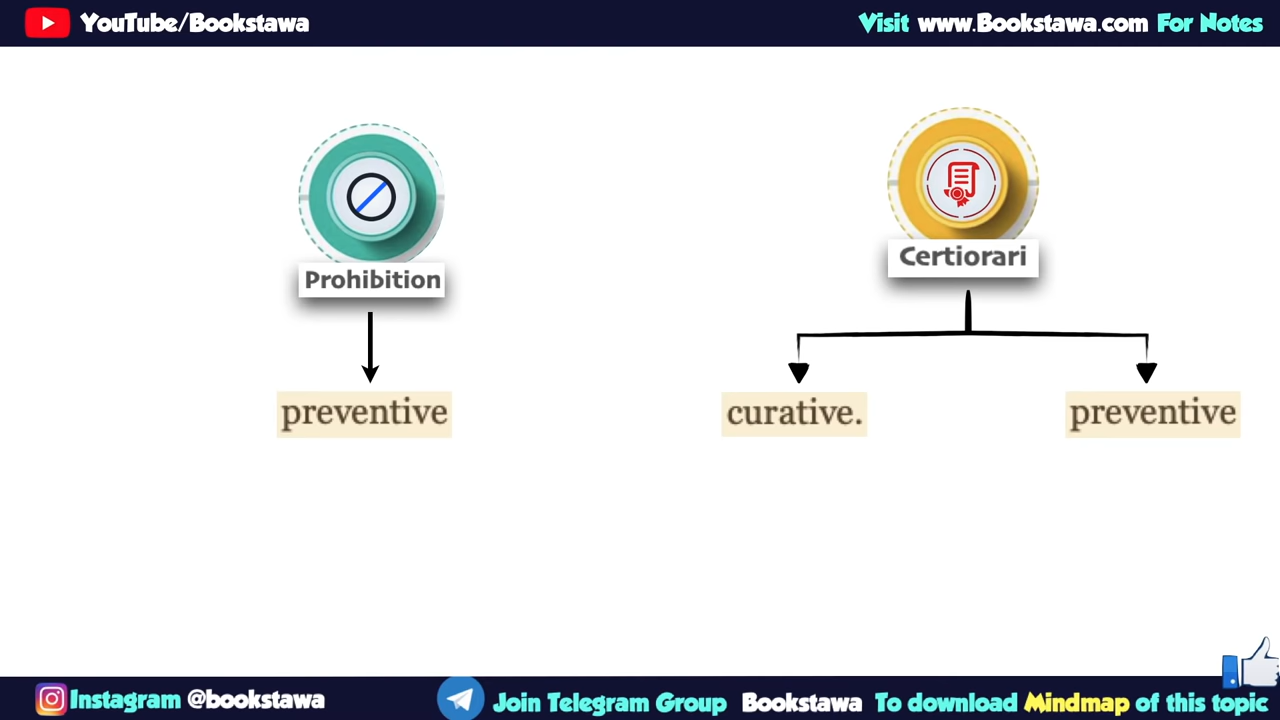 YouTube/Bookstawa
Visit www.Bookstawa.com For Notes
Prohibition
Certiorari
preventive
curative.
preventive
Instagram @bookstawa
Join Telegram Group Bookstawa To download Mindmap of this topic